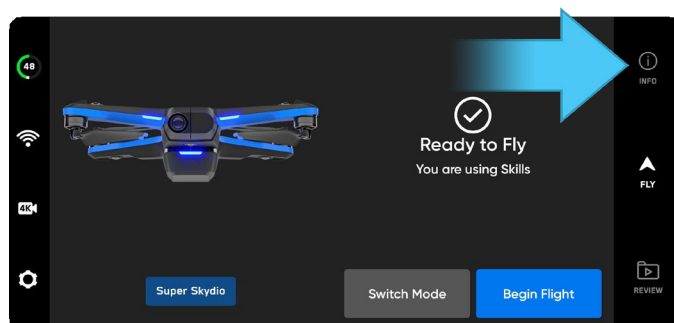 48
INFO
Ready to Fly
You are using Skills
FLY
4K
Super Skydio
Switch Mode
Begin Flight
REVIEW